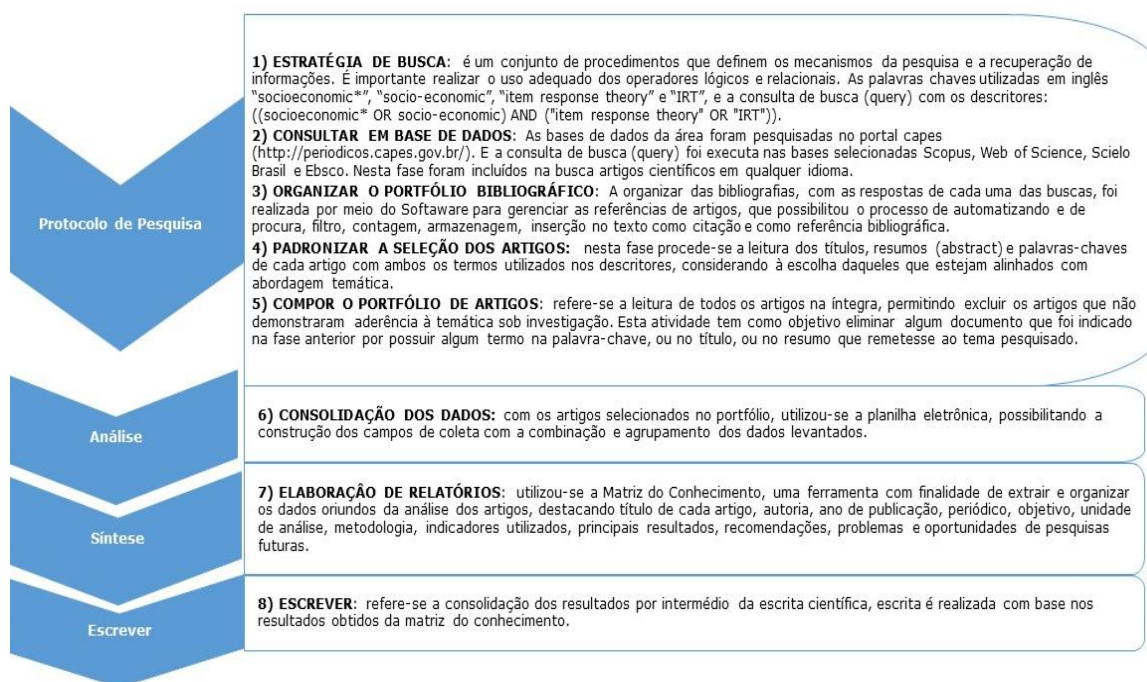 Protocolo de Pesquisa
1) ESTRATÉGIA DE BUSCA: é um conjunto de procedimentos que definem os mecanismos da pesquisa e a recuperação de
informações. É importante realizar o uso adequado dos operadores lógicos e relacionais. As palavras chaves utilizadas em inglês
"socioeconomic*", "socio-economic", "item response theory" e "IRT", e a consulta de busca (query) com os descritores:
((socioeconomic* OR socio-economic) AND ("item response theory" OR "IRT")).
2) CONSULTAR EM BASE DE DADOS: As bases de dados da área foram pesquisadas no portal capes
(http://periodicos.capes.gov.br/). E a consulta de busca (query) foi executa nas bases selecionadas Scopus, Web of Science, Scielo
Brasil e Ebsco. Nesta fase foram incluídos na busca artigos científicos em qualquer idioma.
3) ORGANIZAR O PORTFÓLIO BIBLIOGRÁFICO: A organizar das bibliografias, com as respostas de cada uma das buscas, foi
realizada por meio do Softaware para gerenciar as referências de artigos, que possibilitou o processo de automatizando e de
procura, filtro, contagem, armazenagem, inserção no texto como citação e como referência bibliográfica.
4) PADRONIZAR A SELEÇÃO DOS ARTIGOS: nesta fase procede-se a leitura dos títulos, resumos (abstract) e palavras-chaves
de cada artigo com ambos os termos utilizados nos descritores, considerando à escolha daqueles que estejam alinhados com
abordagem temática.
5) COMPOR O PORTFÓLIO DE ARTIGOS: refere-se a leitura de todos os artigos na íntegra, permitindo excluir os artigos que não
demonstraram aderência à temática sob investigação. Esta atividade tem como objetivo eliminar algum documento que foi indicado
na fase anterior por possuir algum termo na palavra-chave, ou no título, ou no resumo que remetesse ao tema pesquisado.
Análise
6) CONSOLIDAÇÃO DOS DADOS: com os artigos selecionados no portfólio, utilizou-se a planilha eletrônica, possibilitando a
construção dos campos de coleta com a combinação e agrupamento dos dados levantados.
Síntese
7) ELABORAÇÂO DE RELATÓRIOS: utilizou-se a Matriz do Conhecimento, uma ferramenta com finalidade de extrair e organizar
os dados oriundos da análise dos artigos, destacando título de cada artigo, autoria, ano de publicação, periódico, objetivo, unidade
de análise, metodologia, indicadores utilizados, principais resultados, recomendações, problemas e oportunidades de pesquisas
futuras.
Escrever
8) ESCREVER: refere-se a consolidação dos resultados por intermédio da escrita científica, escrita é realizada com base nos
resultados obtidos da matriz do conhecimento.